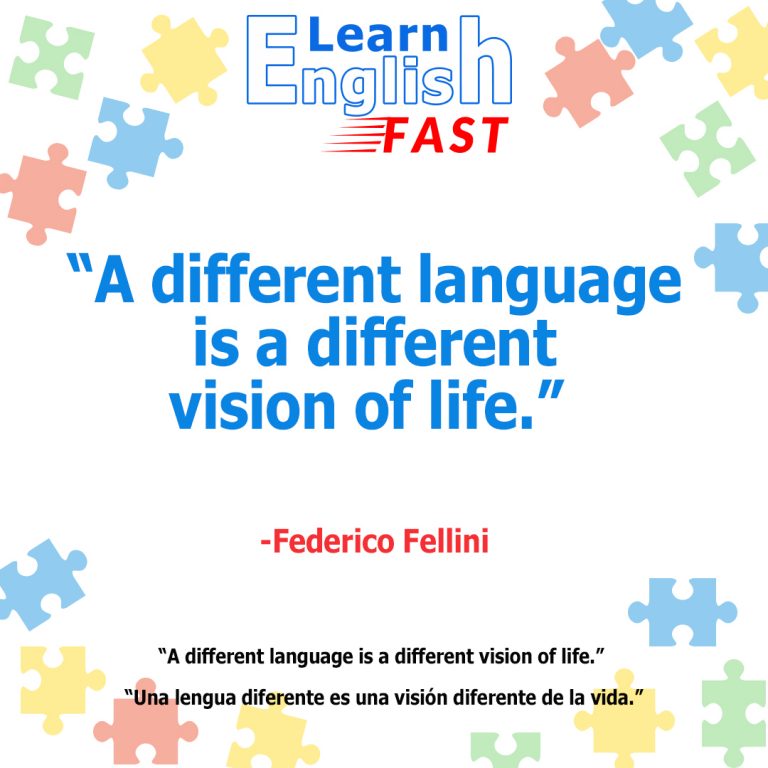 Learn
English
FAST
“A different language
is a different
vision of life.”
-Federico Fellini
“A different language is a different vision of life.”
“Una lengua diferente es una visión diferente de la vida.”